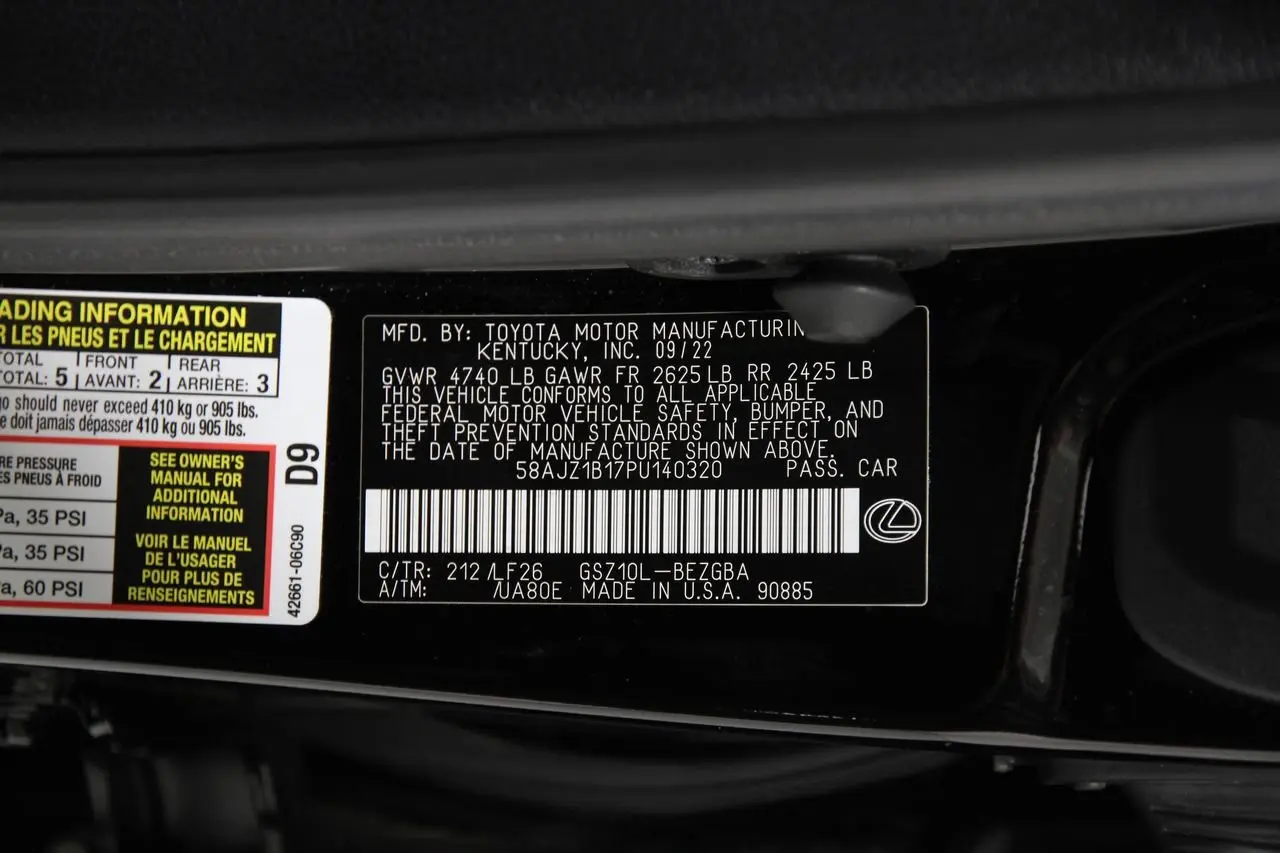 ADING INFORMATION
R LES PNEUS ET LE CHARGEMENT
TOTAL FRONT REAR
TOTAL: 5 AVANT: 2 ARRIÈRE: 3
go should never exceed 410 kg or 905 lbs.
e doit jamais dépasser 410 kg ou 905 lbs.
RE PRESSURE
ES PNEUS À FROID
Pa, 35 PSI
Pa, 35 PSI
a, 60 PSI
SEE OWNER'S
MANUAL FOR
ADDITIONAL
INFORMATION
VOIR LE MANUEL
DE L'USAGER
POUR PLUS DE
RENSEIGNEMENTS
D9
42661-06C90
MFD. BY: TOYOTA MOTOR MANUFACTURIN
KENTUCKY, INC. 09/22
GVWR 4740 LB GAWR FR 2625 LB RR 2425 LB
THIS VEHICLE CONFORMS TO ALL APPLICABLE
FEDERAL MOTOR VEHICLE SAFETY, BUMPER, AND
THEFT PREVENTION STANDARDS IN EFFECT ON
THE DATE OF MANUFACTURE SHOWN ABOVE.
58AJZ1B17PU140320 PASS. CAR
C/TR: 212 /LF26 GSZ10L-BEZGBA
A/TM: /UA80E MADE IN U.S.A. 90885